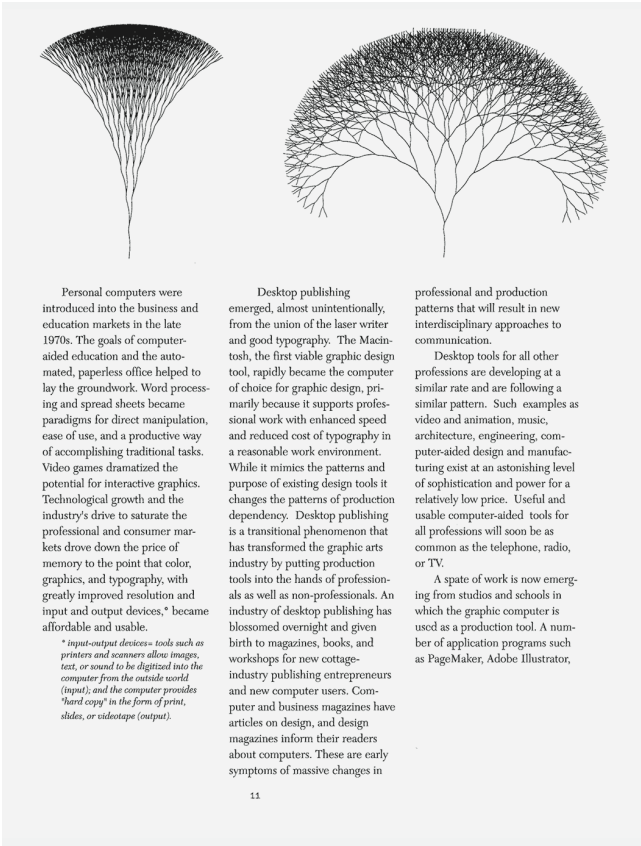 Personal computers were
introduced into the business and
education markets in the late
1970s. The goals of computer-
aided education and the auto-
mated, paperless office helped to
lay the groundwork. Word process-
ing and spread sheets became
paradigms for direct manipulation,
ease of use, and a productive way
of accomplishing traditional tasks.
Video games dramatized the
potential for interactive graphics.
Technological growth and the
industry's drive to saturate the
professional and consumer mar-
kets drove down the price of
memory to the point that color,
graphics, and typography, with
greatly improved resolution and
input and output devices,* became
affordable and usable.
* input-output devices= tools such as
printers and scanners allow images,
text, or sound to be digitized into the
computer from the outside world
(input); and the computer provides
"hard copy" in the form of print,
slides, or videotape (output).
Desktop publishing
emerged, almost unintentionally,
from the union of the laser writer
and good typography. The Macin-
tosh, the first viable graphic design
tool, rapidly became the computer
of choice for graphic design, pri-
marily because it supports profes-
sional work with enhanced speed
and reduced cost of typography in
a reasonable work environment.
While it mimics the patterns and
purpose of existing design tools it
changes the patterns of production
dependency. Desktop publishing
is a transitional phenomenon that
has transformed the graphic arts
industry by putting production
tools into the hands of profession-
als as well as non-professionals. An
industry of desktop publishing has
blossomed overnight and given
birth to magazines, books, and
workshops for new cottage-
industry publishing entrepreneurs
and new computer users. Com-
puter and business magazines have
articles on design, and design
magazines inform their readers
about computers. These are early
symptoms of massive changes in
professional and production
patterns that will result in new
interdisciplinary approaches to
communication.
Desktop tools for all other
professions are developing at a
similar rate and are following a
similar pattern. Such examples as
video and animation, music,
architecture, engineering, com-
puter-aided design and manufac-
turing exist at an astonishing level
of sophistication and power for a
relatively low price. Useful and
usable computer-aided tools for
all professions will soon be as
common as the telephone, radio,
or TV.
A spate of work is now emerg-
ing from studios and schools in
which the graphic computer is
used as a production tool. A num-
ber of application programs such
as PageMaker, Adobe Illustrator,
11